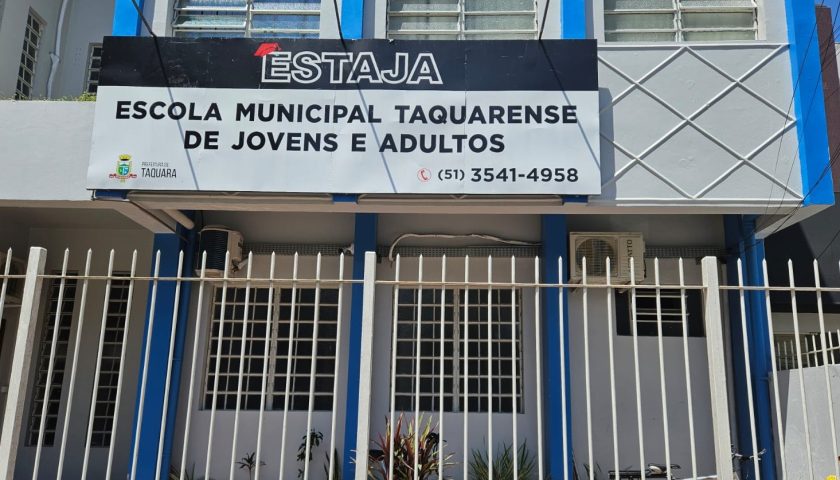 ESTAJA
ESCOLA MUNICIPAL TAQUARENSE
DE JOVENS E ADULTOS
PREFEITURA DE
TAQUARA
(51) 3541-4958